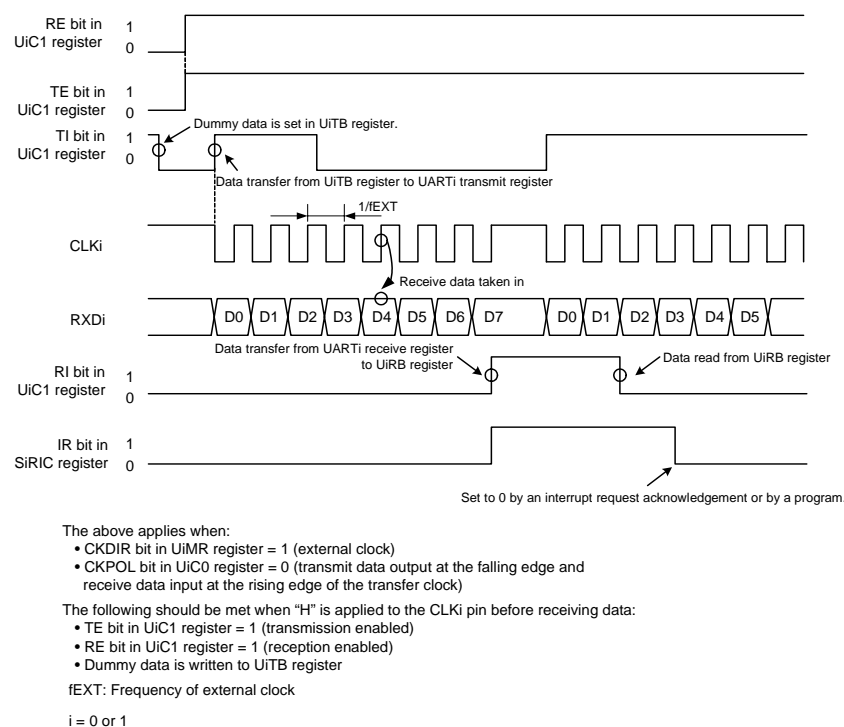 RE bit in
UiC1 register
1
0
TE bit in
UiC1 register
1
0
Dummy data is set in UiTB register.
TI bit in
UiC1 register
1
0
Data transfer from UiTB register to UARTi transmit register
1/fEXT
CLKi
Receive data taken in
RXDi
D0 D1 D2 D3 D4 D5 D6 D7 D0 D1 D2 D3 D4 D5
Data transfer from UARTi receive register
to UiRB register
Data read from UiRB register
RI bit in
UiC1 register
1
0
IR bit in
SiRIC register
1
0
Set to 0 by an interrupt request acknowledgement or by a program.
The above applies when:
• CKDIR bit in UiMR register = 1 (external clock)
• CKPOL bit in UiC0 register = 0 (transmit data output at the falling edge and
receive data input at the rising edge of the transfer clock)
The following should be met when “H” is applied to the CLKi pin before receiving data:
• TE bit in UiC1 register = 1 (transmission enabled)
• RE bit in UiC1 register = 1 (reception enabled)
• Dummy data is written to UiTB register
fEXT: Frequency of external clock
i = 0 or 1